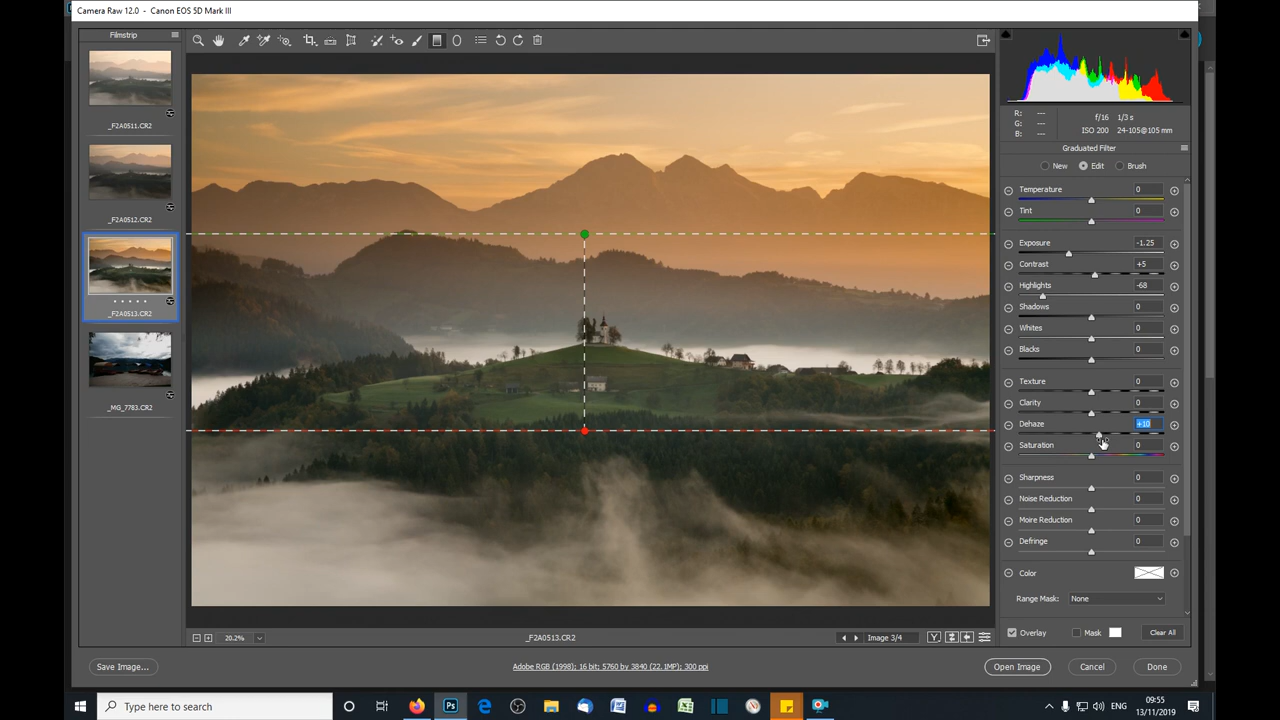 Camera Raw 12.0 - Canon EOS 5D Mark III
Filmstrip
_F2A0511.CR2
_F2A0512.CR2
_F2A0513.CR2
_MG_7783.CR2
R: ---
G: ---
B: ---
f/16 1/3 s
ISO 200 24-105@105 mm
Graduated Filter
New Edit Brush
Temperature 0
Tint 0
Exposure -1.25
Contrast +5
Highlights -68
Shadows 0
Whites 0
Blacks 0
Texture 0
Clarity 0
Dehaze +10
Saturation 0
Sharpness 0
Noise Reduction 0
Moire Reduction 0
Defringe 0
Color
Range Mask: None
Overlay Mask Clear All
20.2% _F2A0513.CR2 Image 3/4 Y
Save Image... Adobe RGB (1998); 16 bit; 5760 by 3840 (22.1MP); 300 ppi Open Image Cancel Done
Type here to search
Ps
09:55
13/11/2019